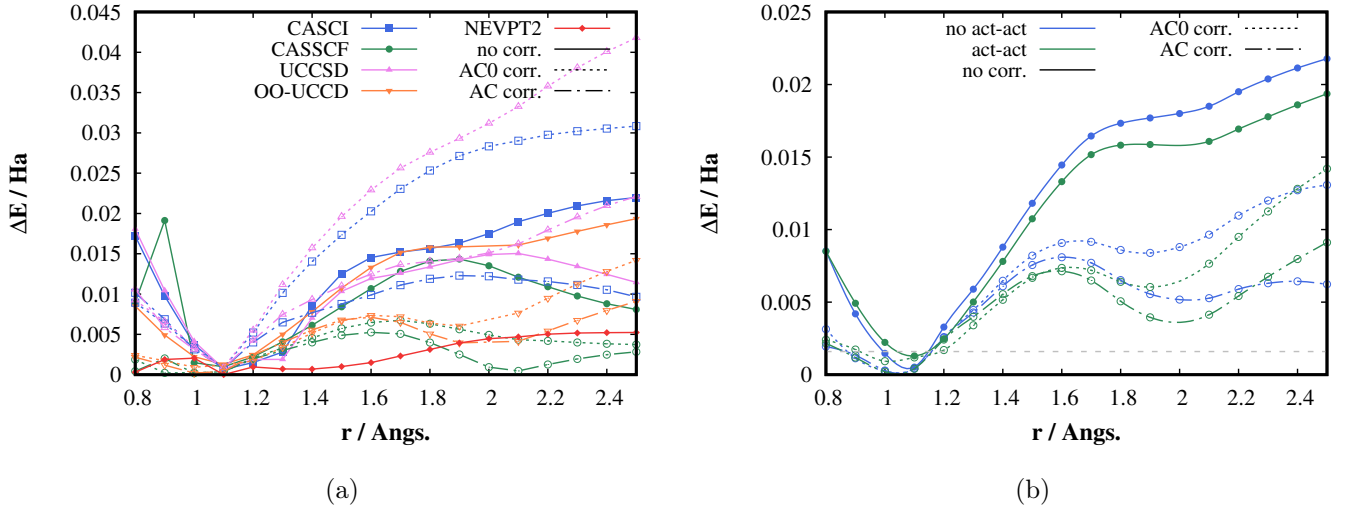 0.045
0.04
0.035
0.03
0.025
0.02
0.015
0.01
0.005
0
ΔE / Ha
CASCI
CASSCF
UCCSD
OO-UCCD
NEVPT2
no corr.
AC0 corr.
AC corr.
0.8 1 1.2 1.4 1.6 1.8 2 2.2 2.4
r / Angs.
(a)
0.025
0.02
0.015
0.01
0.005
0
ΔE / Ha
no act-act
act-act
no corr.
AC0 corr.
AC corr.
0.8 1 1.2 1.4 1.6 1.8 2 2.2 2.4
r / Angs.
(b)